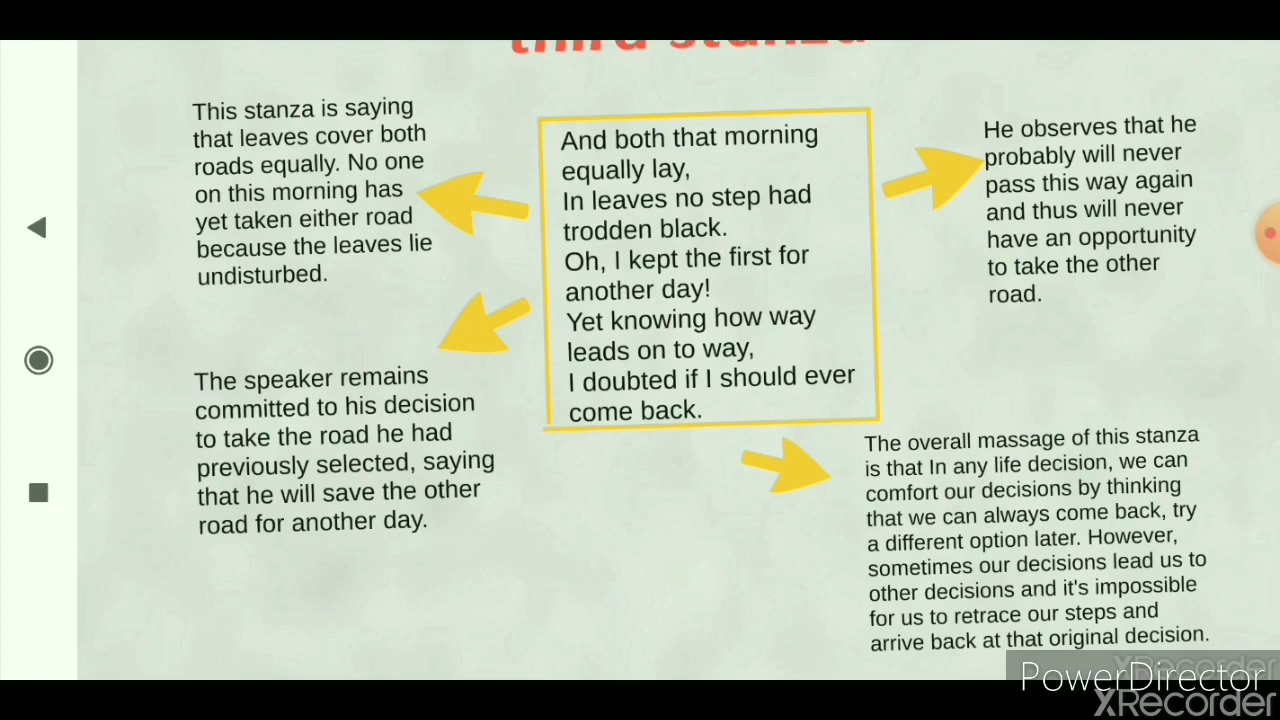 third stanza
This stanza is saying
that leaves cover both
roads equally. No one
on this morning has
yet taken either road
because the leaves lie
undisturbed.
And both that morning
equally lay,
In leaves no step had
trodden black.
Oh, I kept the first for
another day!
Yet knowing how way
leads on to way,
I doubted if I should ever
come back.
He observes that he
probably will never
pass this way again
and thus will never
have an opportunity
to take the other
road.
The speaker remains
committed to his decision
to take the road he had
previously selected, saying
that he will save the other
road for another day.
The overall massage of this stanza
is that In any life decision, we can
comfort our decisions by thinking
that we can always come back, try
a different option later. However,
sometimes our decisions lead us to
other decisions and it's impossible
for us to retrace our steps and
arrive back at that original decision.
XRecorder
PowerDirector
XRecorder